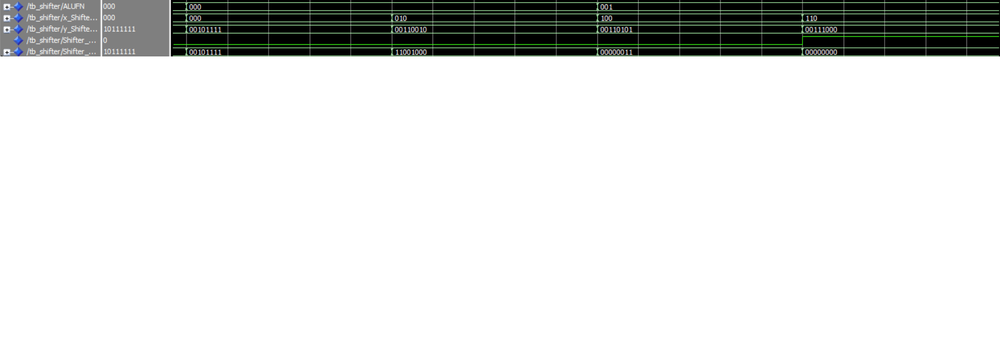 /tb_shifter/ALUFN 000 000 001
/tb_shifter/x_Shifte... 000 000 010 100 110
/tb_shifter/y_Shifte... 10111111 00101111 00110010 00110101 00111000
/tb_shifter/Shifter_... 0
/tb_shifter/Shifter_... 10111111 00101111 11001000 00000011 00000000